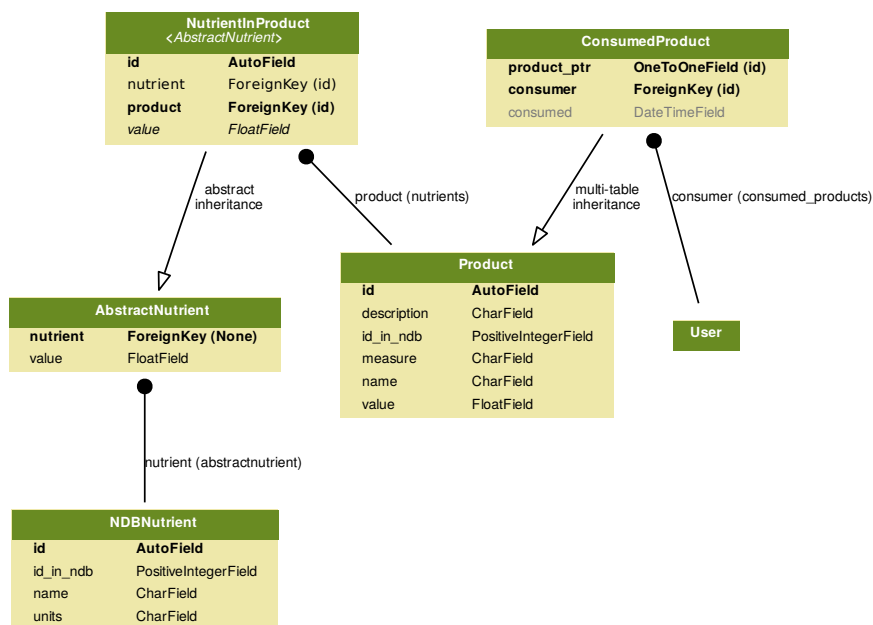 NutrientInProduct
<AbstractNutrient>
id AutoField
nutrient ForeignKey (id)
product ForeignKey (id)
value FloatField
ConsumedProduct
product_ptr OneToOneField (id)
consumer ForeignKey (id)
consumed DateTimeField
abstract
inheritance
product (nutrients)
multi-table
inheritance
consumer (consumed_products)
Product
id AutoField
description CharField
id_in_ndb PositiveIntegerField
measure CharField
name CharField
value FloatField
AbstractNutrient
nutrient ForeignKey (None)
value FloatField
User
nutrient (abstractnutrient)
NDBNutrient
id AutoField
id_in_ndb PositiveIntegerField
name CharField
units CharField